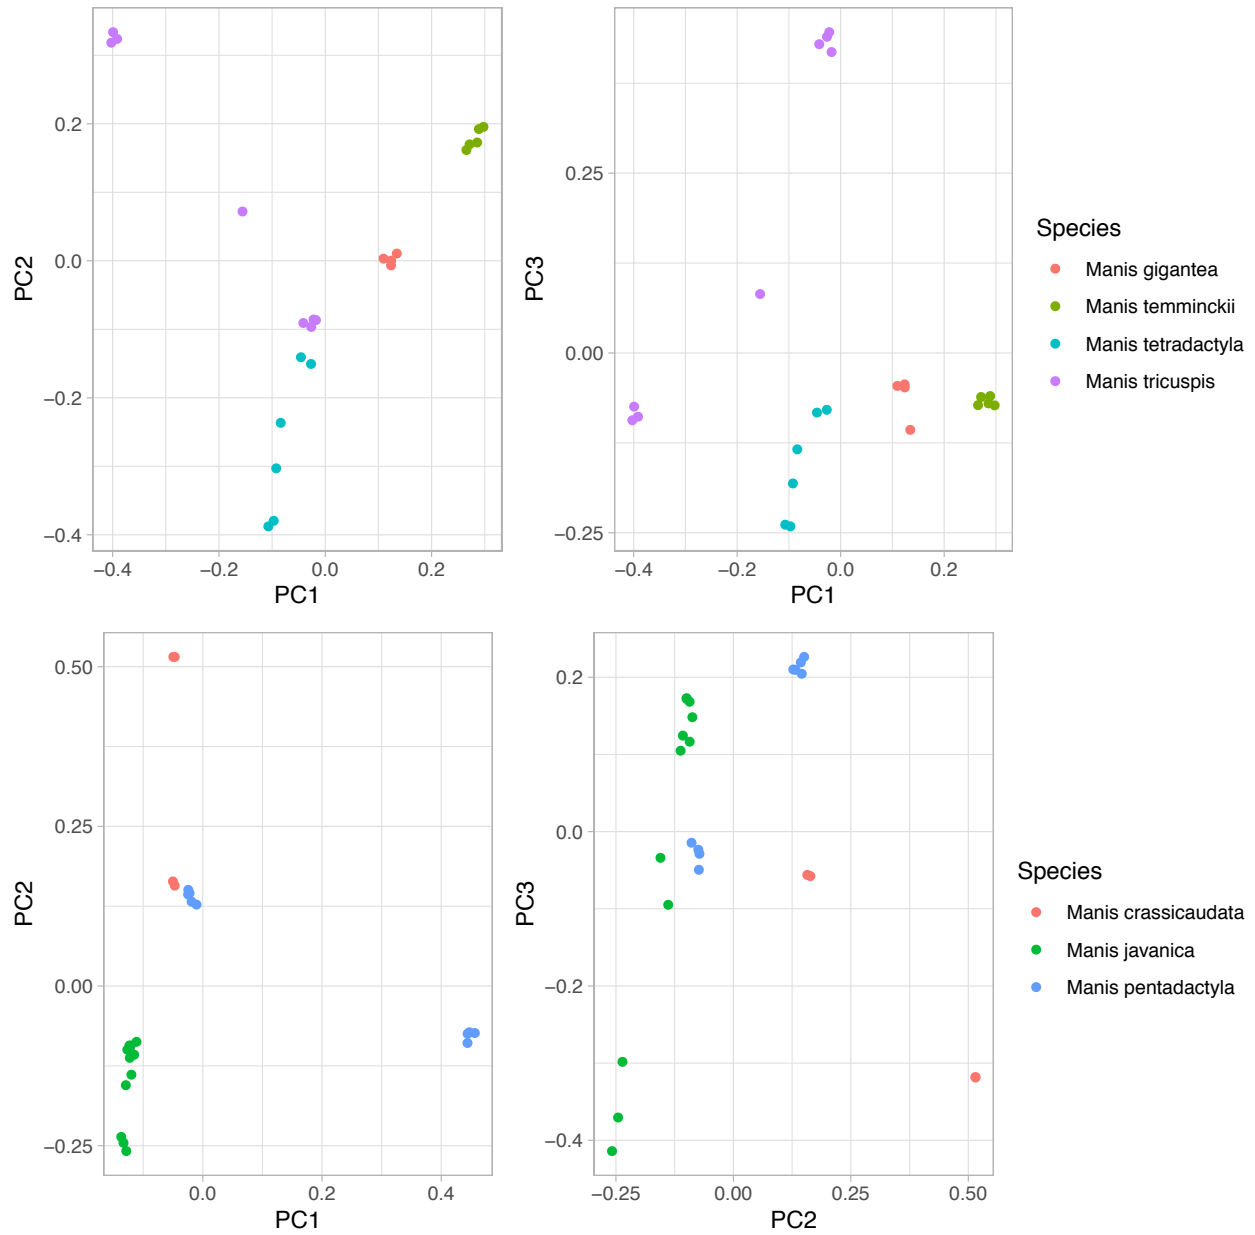 0.2
0.0
−0.2
−0.4
PC2
−0.4
−0.2
0.0
0.2
PC1
0.25
0.00
−0.25
PC3
−0.4
−0.2
0.0
0.2
PC1
Species
Manis gigantea
Manis temminckii
Manis tetradactyla
Manis tricuspis
0.50
0.25
0.00
−0.25
PC2
0.0
0.2
0.4
PC1
0.2
0.0
−0.2
−0.4
PC3
−0.25
0.00
0.25
0.50
PC2
Species
Manis crassicaudata
Manis javanica
Manis pentadactyla